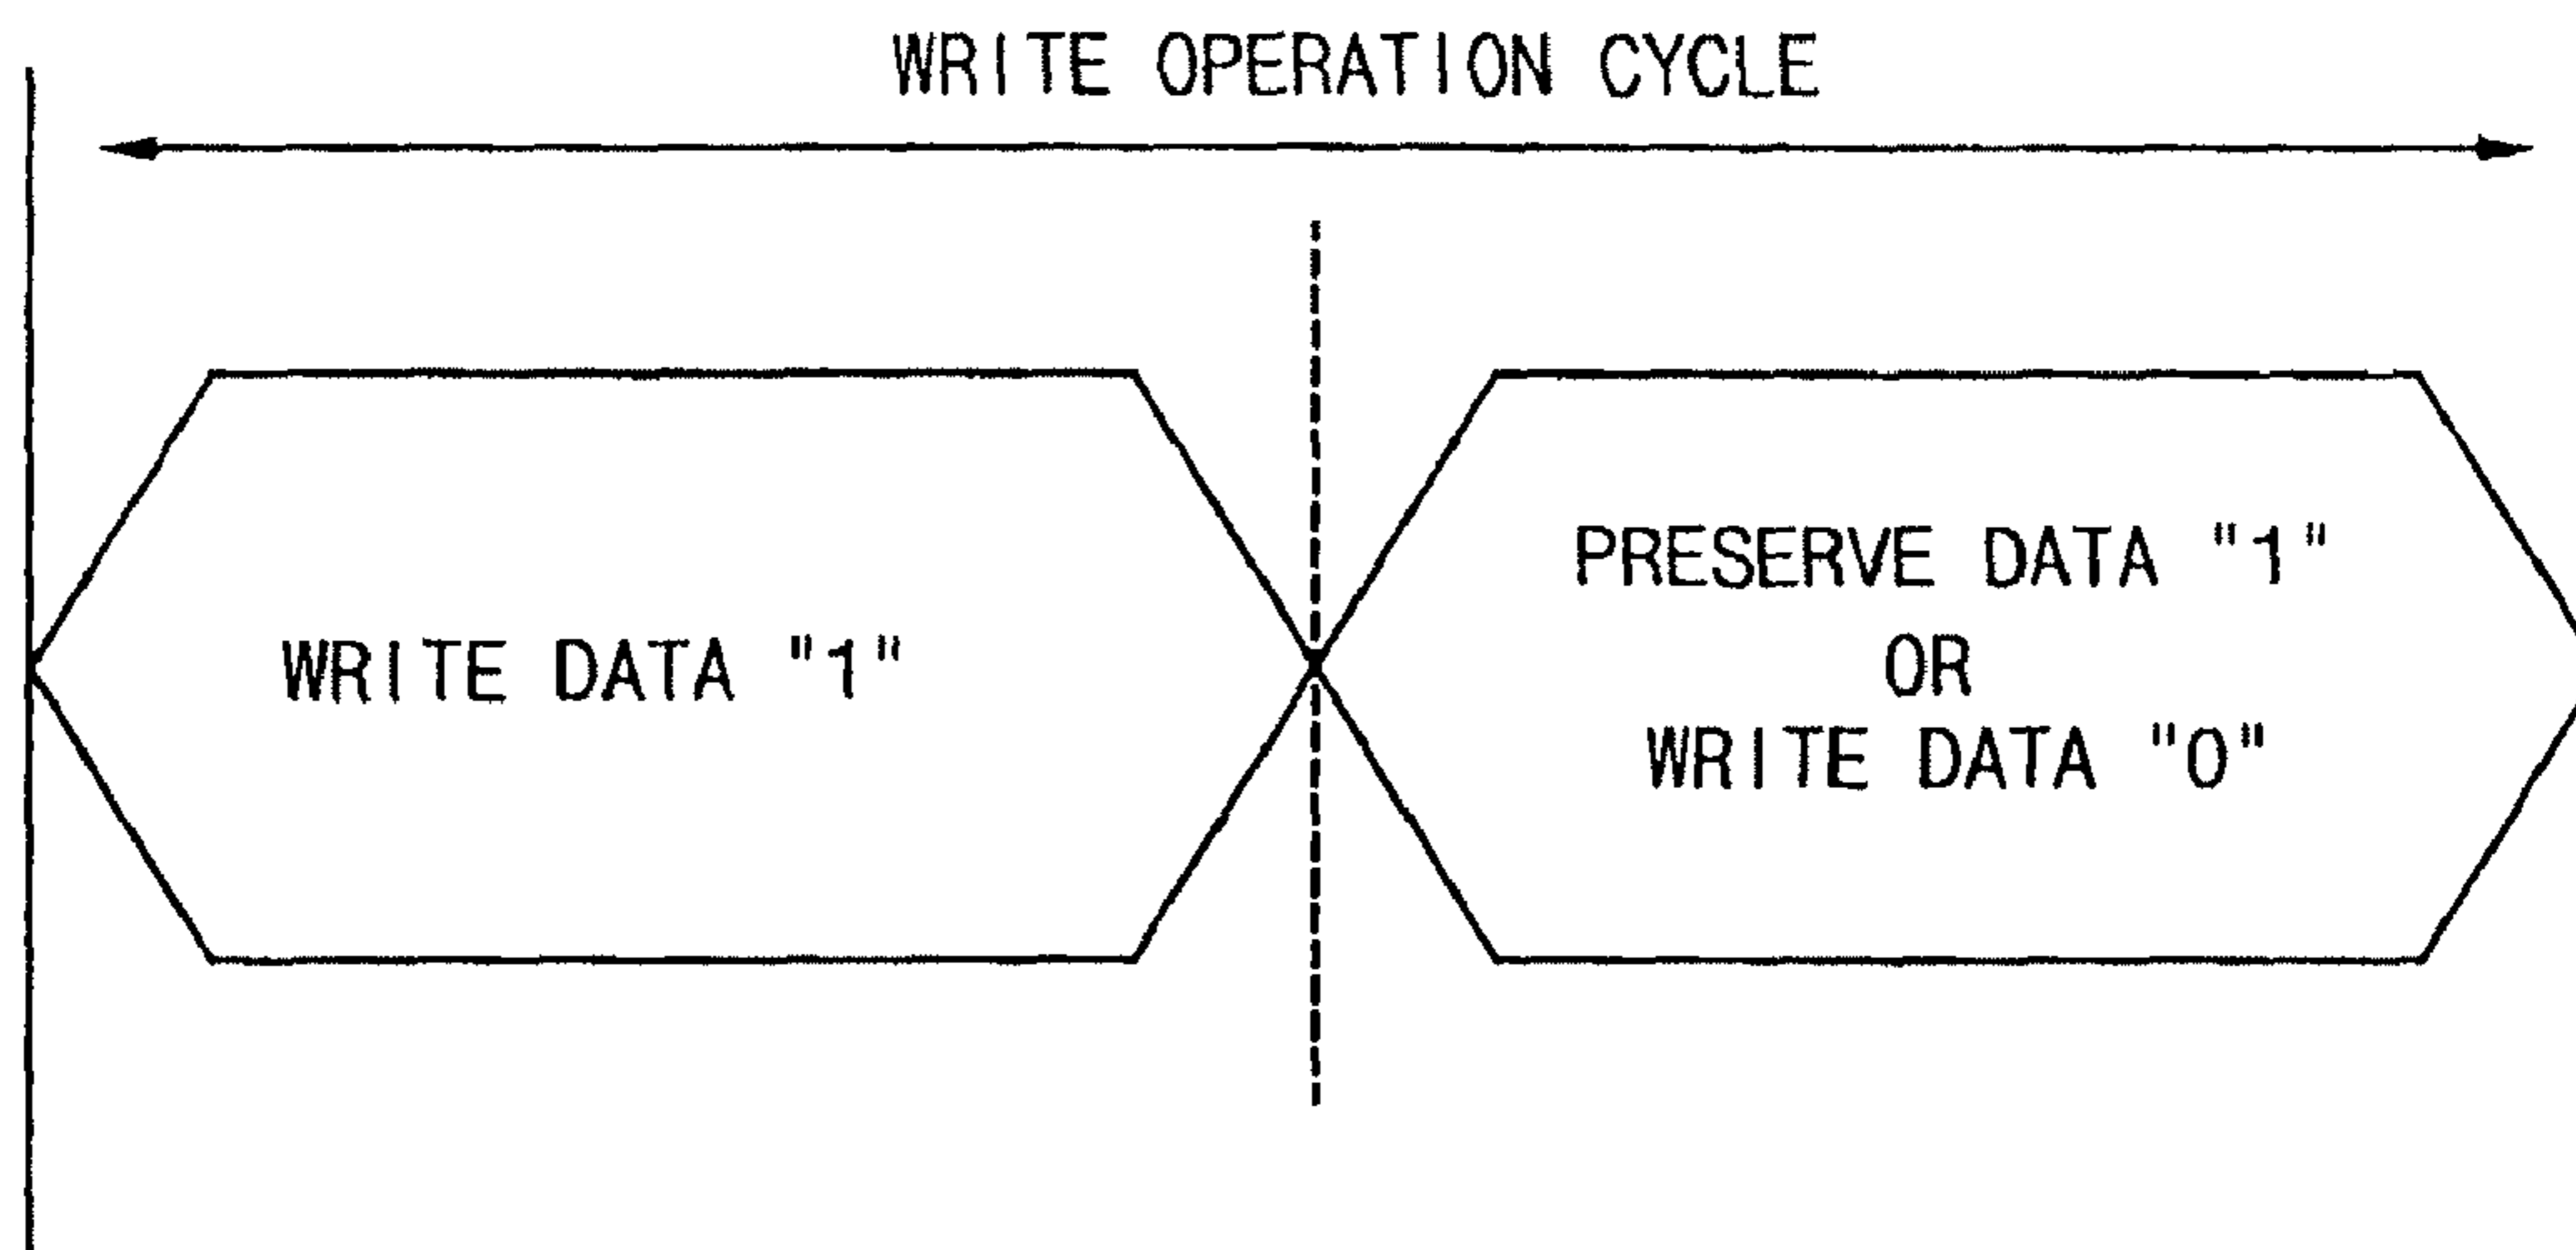 WRITE OPERATION CYCLE
WRITE DATA "1"
PRESERVE DATA "1"
OR
WRITE DATA "0"